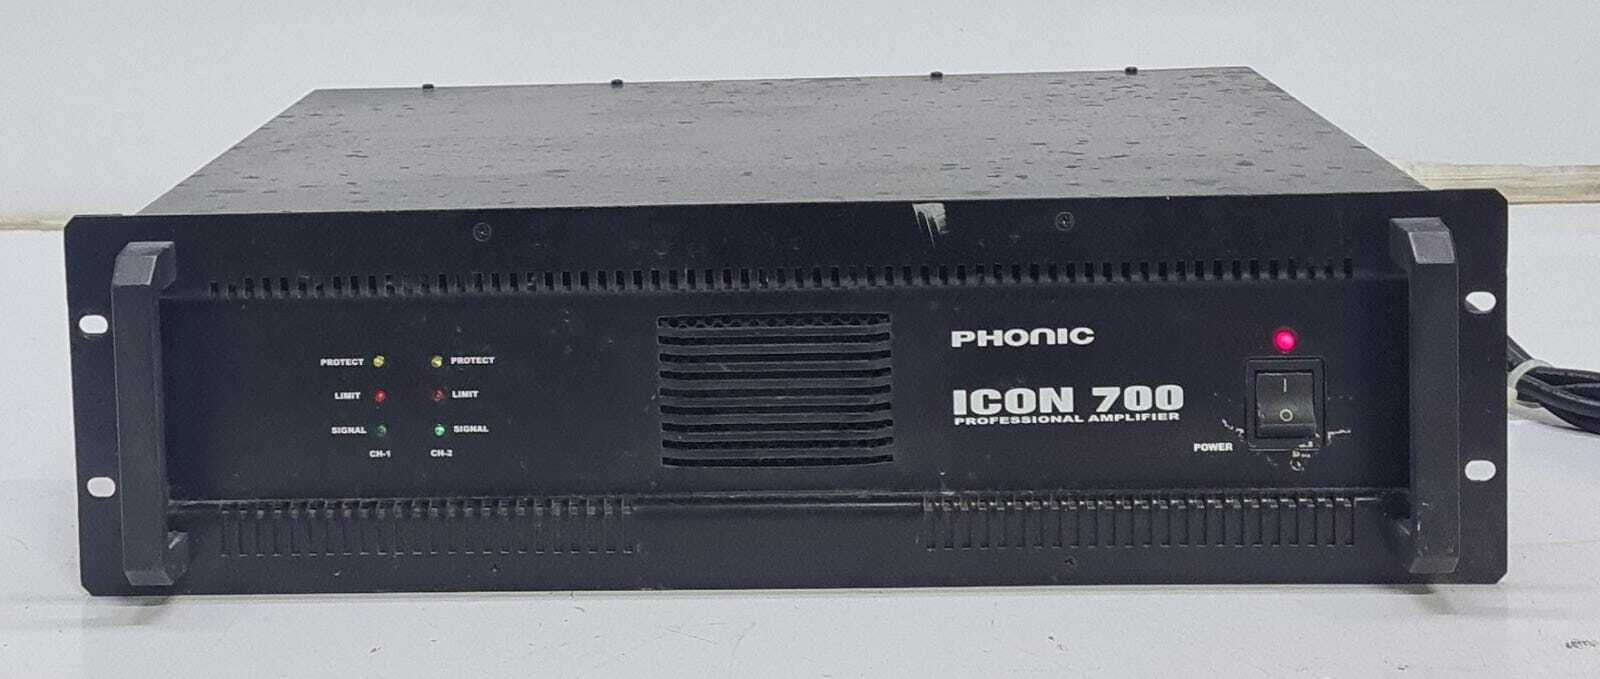 PROTECT PROTECT
LIMIT LIMIT
SIGNAL SIGNAL
CH-1 CH-2
PHONIC
ICON 700
PROFESSIONAL AMPLIFIER
I
O
POWER